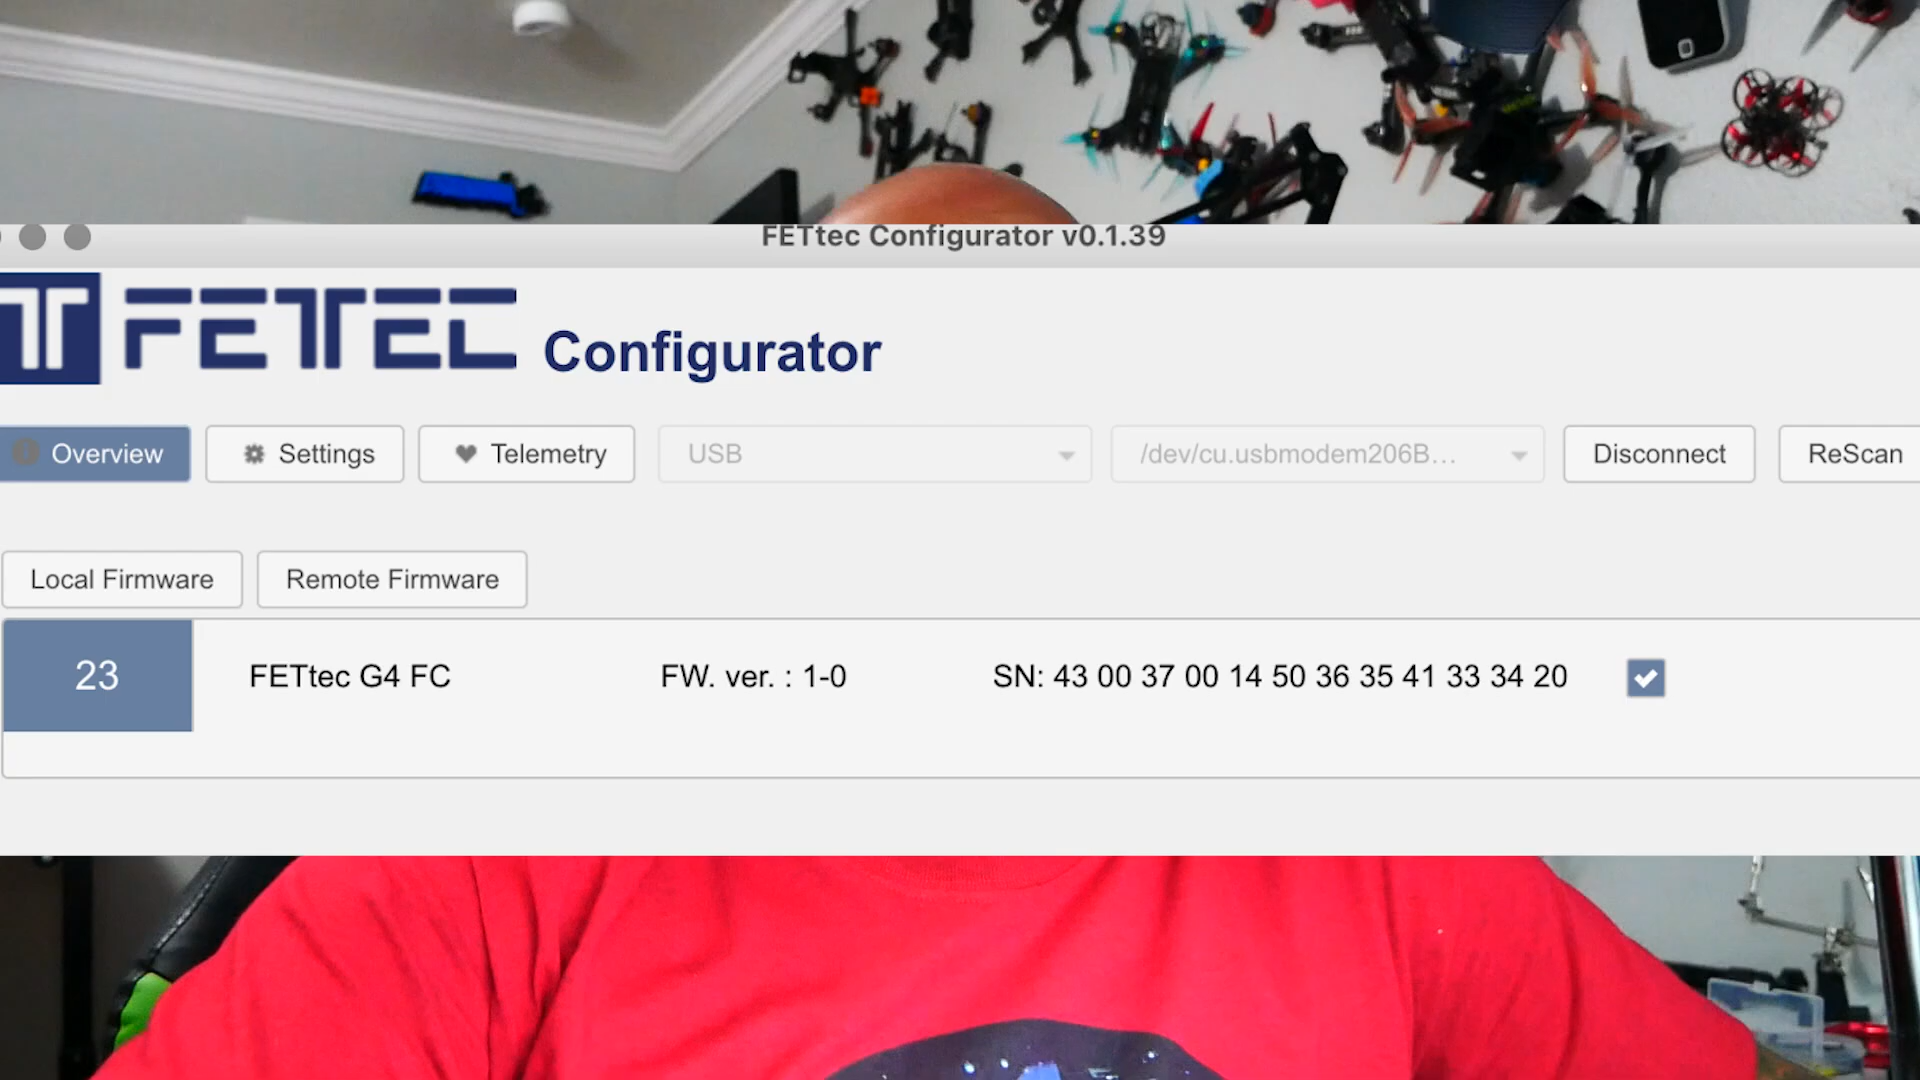 FETtec Configurator v0.1.39
FETTEC Configurator
Overview Settings Telemetry USB /dev/cu.usbmodem206B... Disconnect ReScan
Local Firmware Remote Firmware
23 FETtec G4 FC FW. ver. : 1-0 SN: 43 00 37 00 14 50 36 35 41 33 34 20